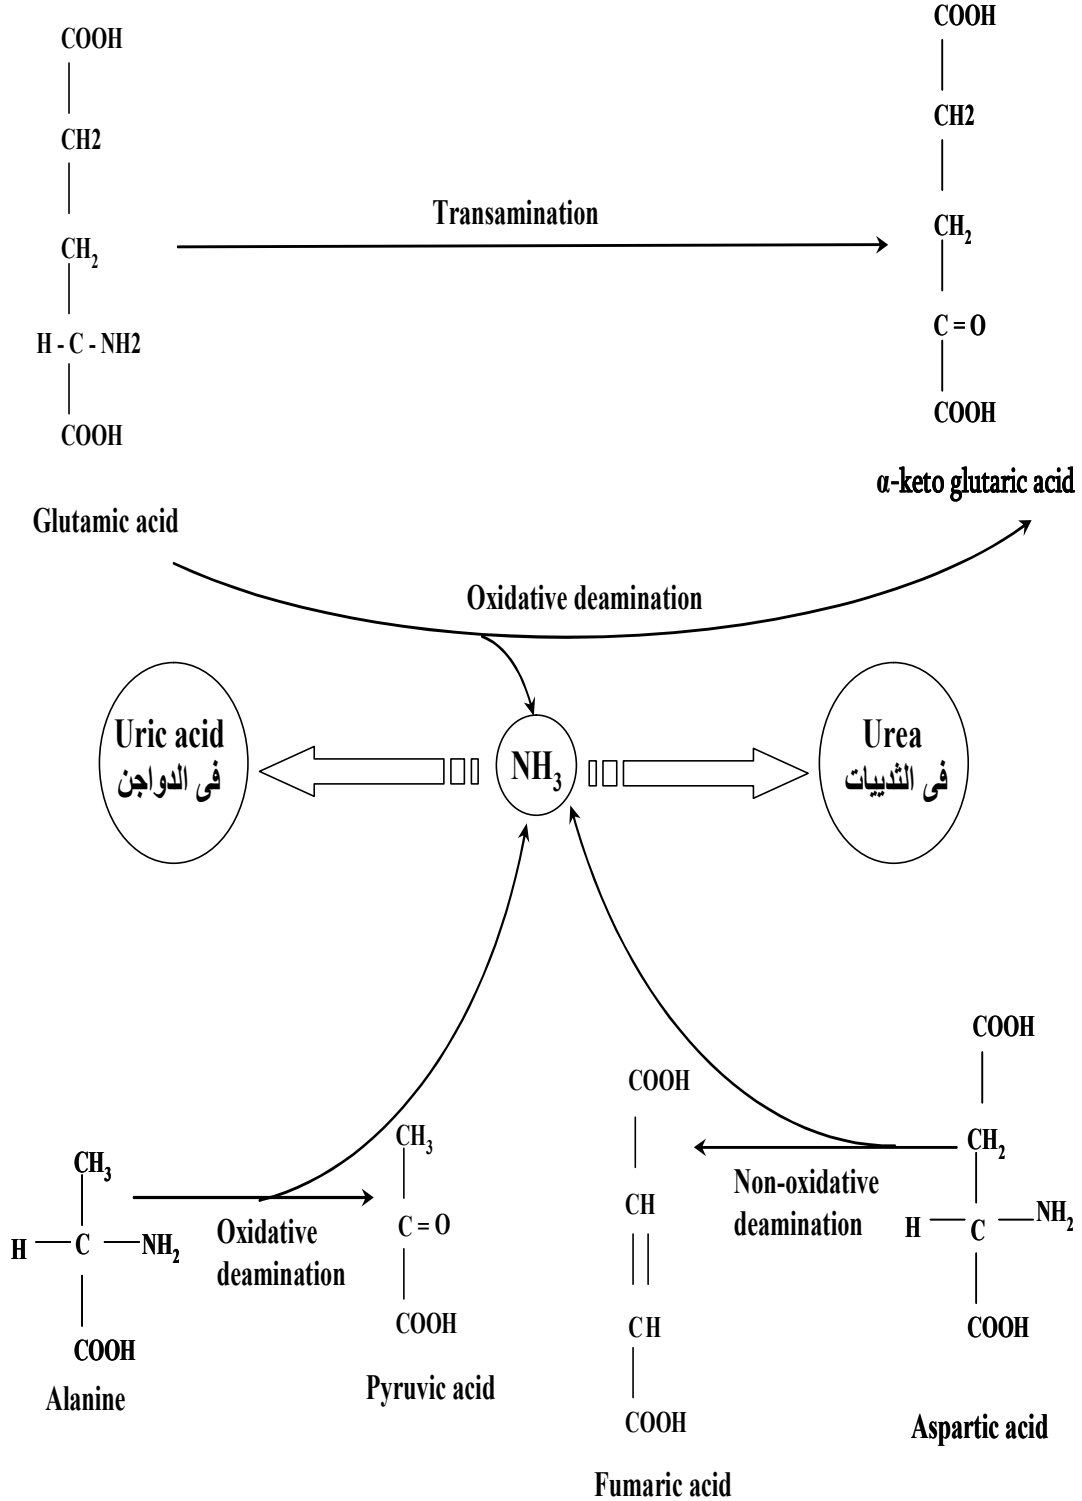 COOH
CH2
CH₂
H - C - NH2
COOH
Glutamic acid
Transamination
COOH
CH2
CH₂
C = O
COOH
α-keto glutaric acid
Oxidative deamination
Uric acid
فى الدواجن
NH₃
Urea
فى الثدييات
CH₃
H
C
NH₂
COOH
Alanine
Oxidative
deamination
CH₃
C = O
COOH
Pyruvic acid
COOH
CH
CH
COOH
Fumaric acid
Non-oxidative
deamination
COOH
CH₂
H
C
NH₂
COOH
Aspartic acid